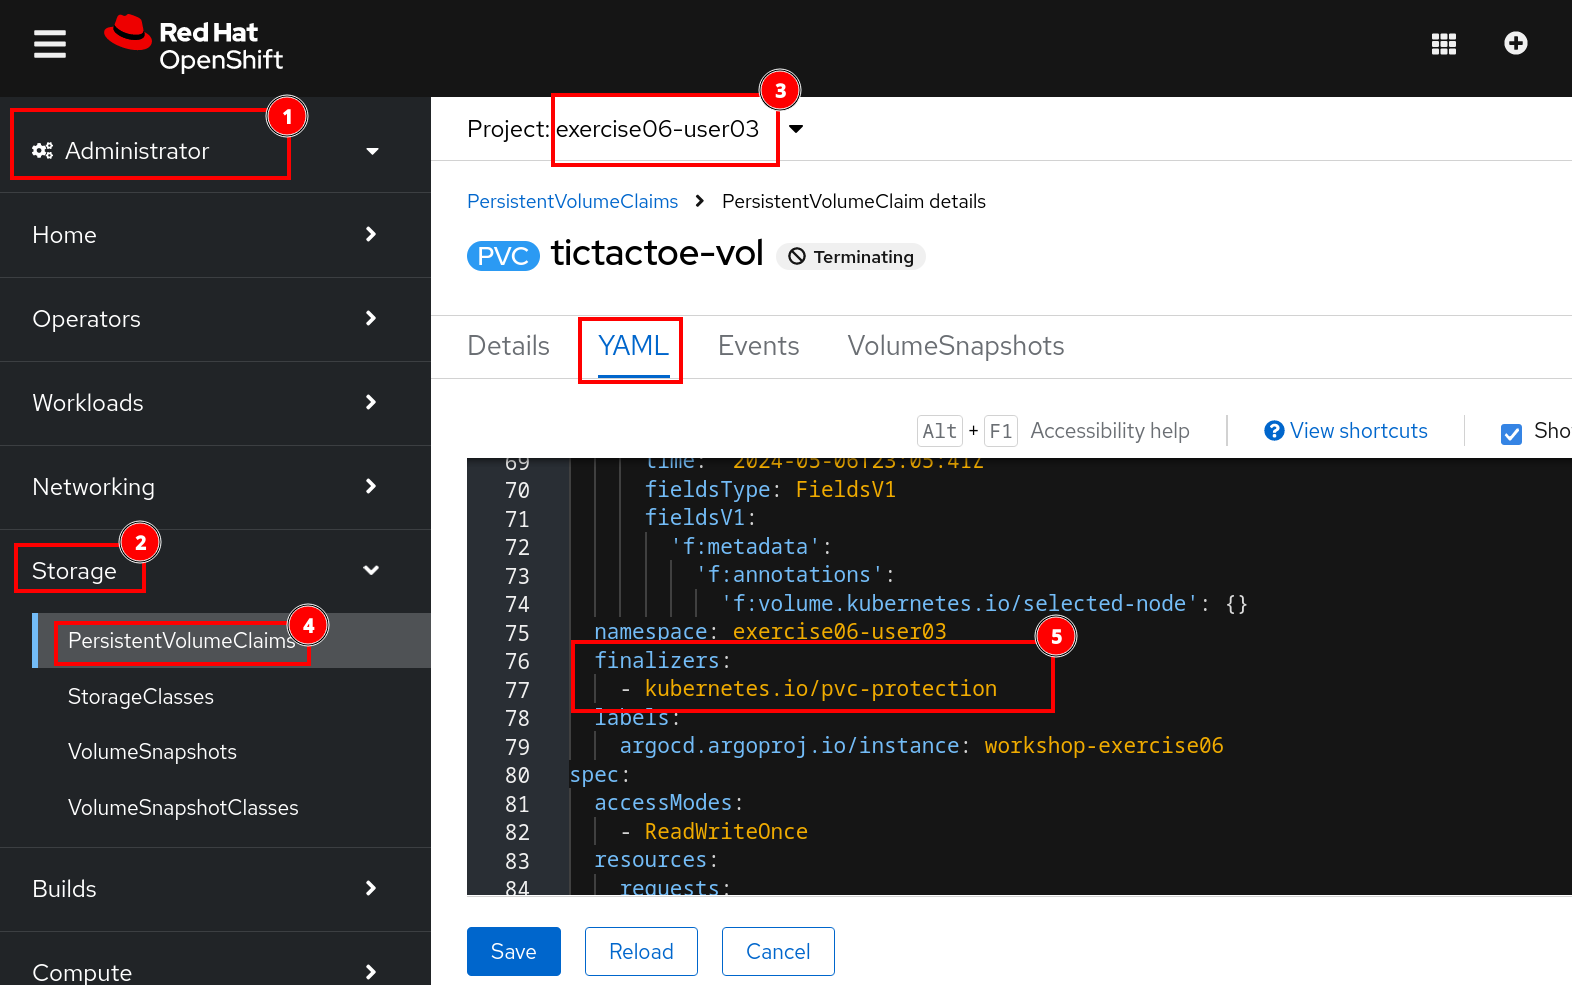 Red Hat
OpenShift
1
Administrator
Home
Operators
Workloads
Networking
2
Storage
4
PersistentVolumeClaims
StorageClasses
VolumeSnapshots
VolumeSnapshotClasses
Builds
Compute
3
Project: exercise06-user03
PersistentVolumeClaims > PersistentVolumeClaim details
PVC tictactoe-vol Terminating
Details YAML Events VolumeSnapshots
Alt + F1 Accessibility help View shortcuts Sho
69 time: '2024-05-06T23:05:41Z'
70 fieldsType: FieldsV1
71 fieldsV1:
72 'f:metadata':
73 'f:annotations':
74 'f:volume.kubernetes.io/selected-node': {}
75 namespace: exercise06-user03
5
76 finalizers:
77 - kubernetes.io/pvc-protection
78 labels:
79 argocd.argoproj.io/instance: workshop-exercise06
80 spec:
81 accessModes:
82 - ReadWriteOnce
83 resources:
84 requests:
Save Reload Cancel